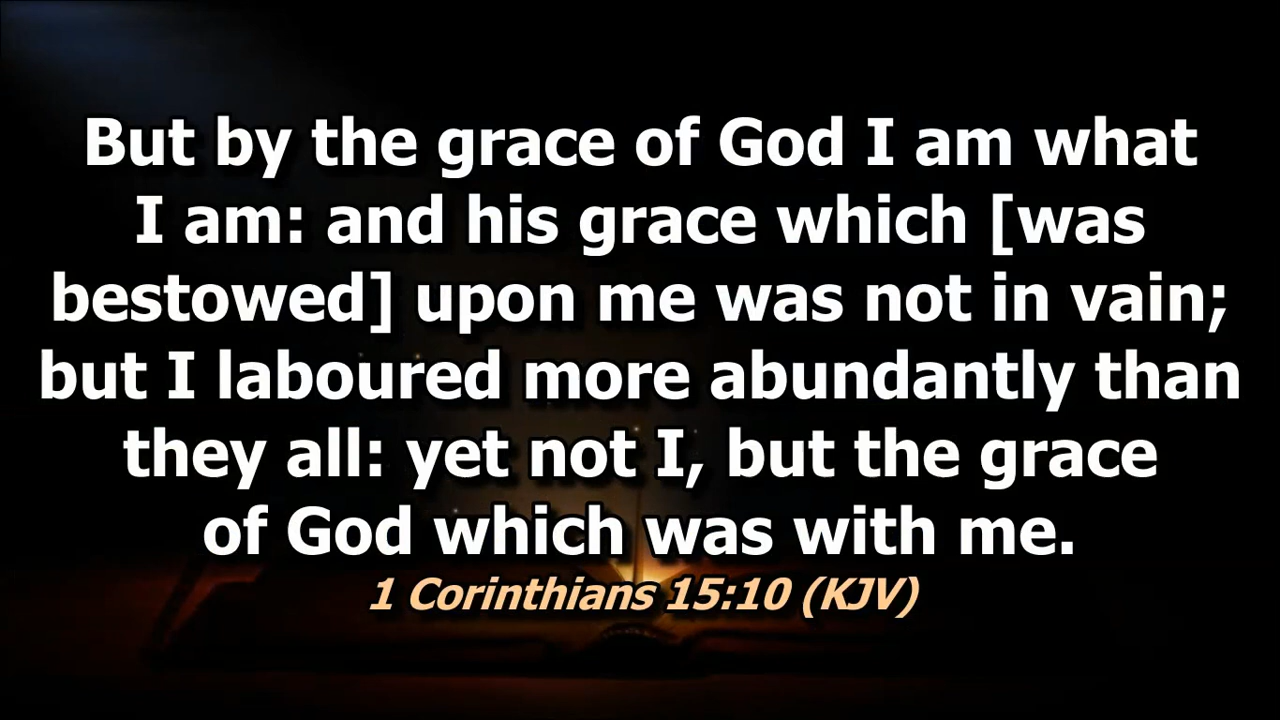 But by the grace of God I am what
I am: and his grace which [was
bestowed] upon me was not in vain;
but I laboured more abundantly than
they all: yet not I, but the grace
of God which was with me.
1 Corinthians 15:10 (KJV)